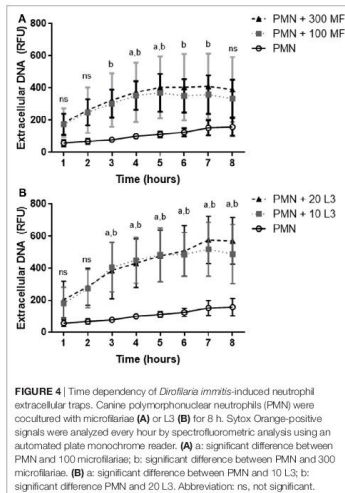 A
PMN + 300 MF
PMN + 100 MF
PMN
Extracellular DNA (RFU)
800
600
400
200
0
ns
ns
b
a,b
a,b
b
b
ns
1 2 3 4 5 6 7 8
Time (hours)
B
PMN + 20 L3
PMN + 10 L3
PMN
Extracellular DNA (RFU)
800
600
400
200
0
ns
ns
a,b
a,b
a,b
a,b
a,b
a,b
1 2 3 4 5 6 7 8
Time (hours)
FIGURE 4 | Time dependency of Dirofilaria immitis-induced neutrophil
extracellular traps. Canine polymorphonuclear neutrophils (PMN) were
cocultured with microfilariae (A) or L3 (B) for 8 h. Sytox Orange-positive
signals were analyzed every hour by spectrofluorometric analysis using an
automated plate monochrome reader. (A) a: significant difference between
PMN and 100 microfilariae; b: significant difference between PMN and 300
microfilariae. (B) a: significant difference between PMN and 10 L3; b:
significant difference PMN and 20 L3. Abbreviation: ns, not significant.